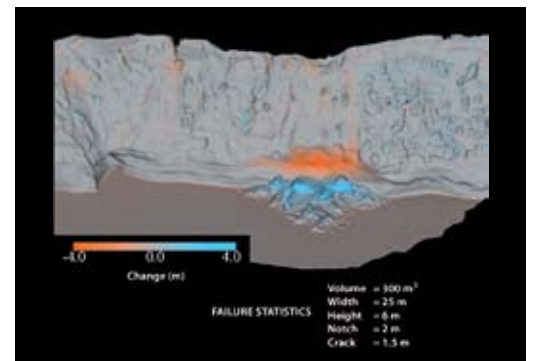 -4.0 0.0 4.0
Change (m)
FAILURE STATISTICS
Volume = 300 m³
Width = 25 m
Height = 6 m
Notch = 2 m
Crack = 1.5 m